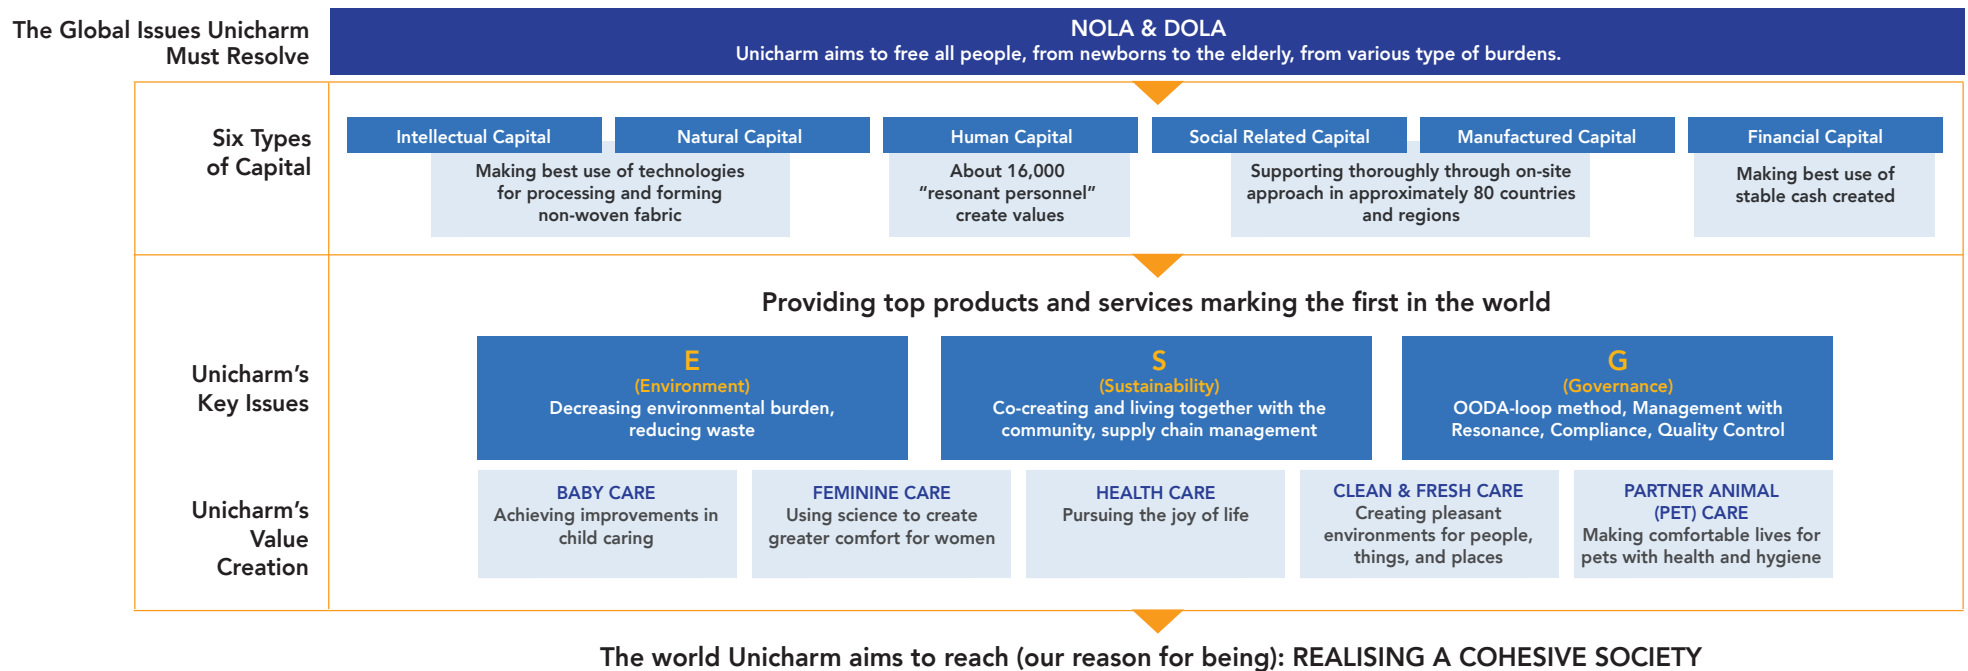 The Global Issues Unicharm
Must Resolve
NOLA & DOLA
Unicharm aims to free all people, from newborns to the elderly, from various type of burdens.
Six Types
of Capital
Intellectual Capital
Natural Capital
Human Capital
Social Related Capital
Manufactured Capital
Financial Capital
Making best use of technologies
for processing and forming
non-woven fabric
About 16,000
“resonant personnel”
create values
Supporting thoroughly through on-site
approach in approximately 80 countries
and regions
Making best use of
stable cash created
Providing top products and services marking the first in the world
Unicharm’s
Key Issues
E
(Environment)
Decreasing environmental burden,
reducing waste
S
(Sustainability)
Co-creating and living together with the
community, supply chain management
G
(Governance)
OODA-loop method, Management with
Resonance, Compliance, Quality Control
Unicharm’s
Value
Creation
BABY CARE
Achieving improvements in
child caring
FEMININE CARE
Using science to create
greater comfort for women
HEALTH CARE
Pursuing the joy of life
CLEAN & FRESH CARE
Creating pleasant
environments for people,
things, and places
PARTNER ANIMAL
(PET) CARE
Making comfortable lives for
pets with health and hygiene
The world Unicharm aims to reach (our reason for being): REALISING A COHESIVE SOCIETY